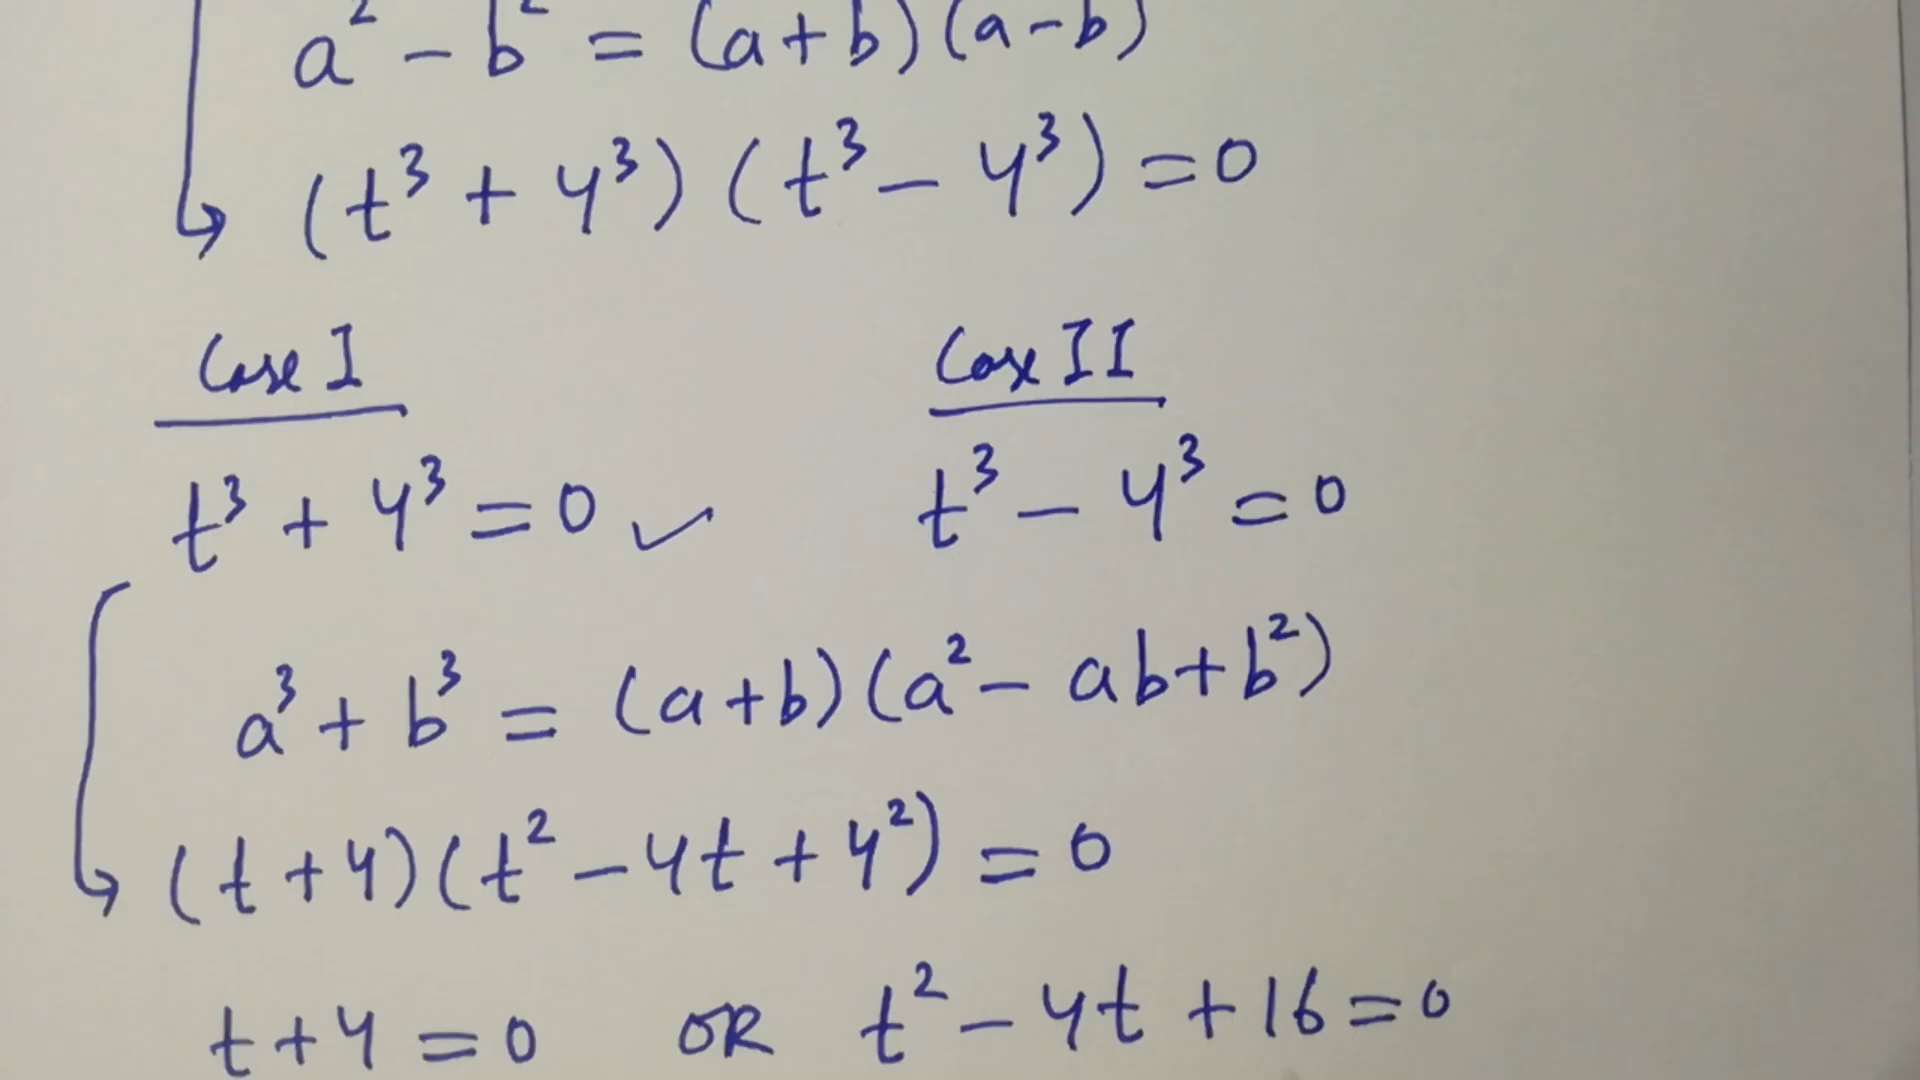 a² - b² = (a+b)(a-b)
(t³ + 4³)(t³ - 4³) = 0
Case I
Case II
t³ + 4³ = 0 ✓
t³ - 4³ = 0
a³ + b³ = (a+b)(a² - ab + b²)
(t+4)(t² - 4t + 4²) = 0
t+4 = 0 OR t² - 4t + 16 = 0